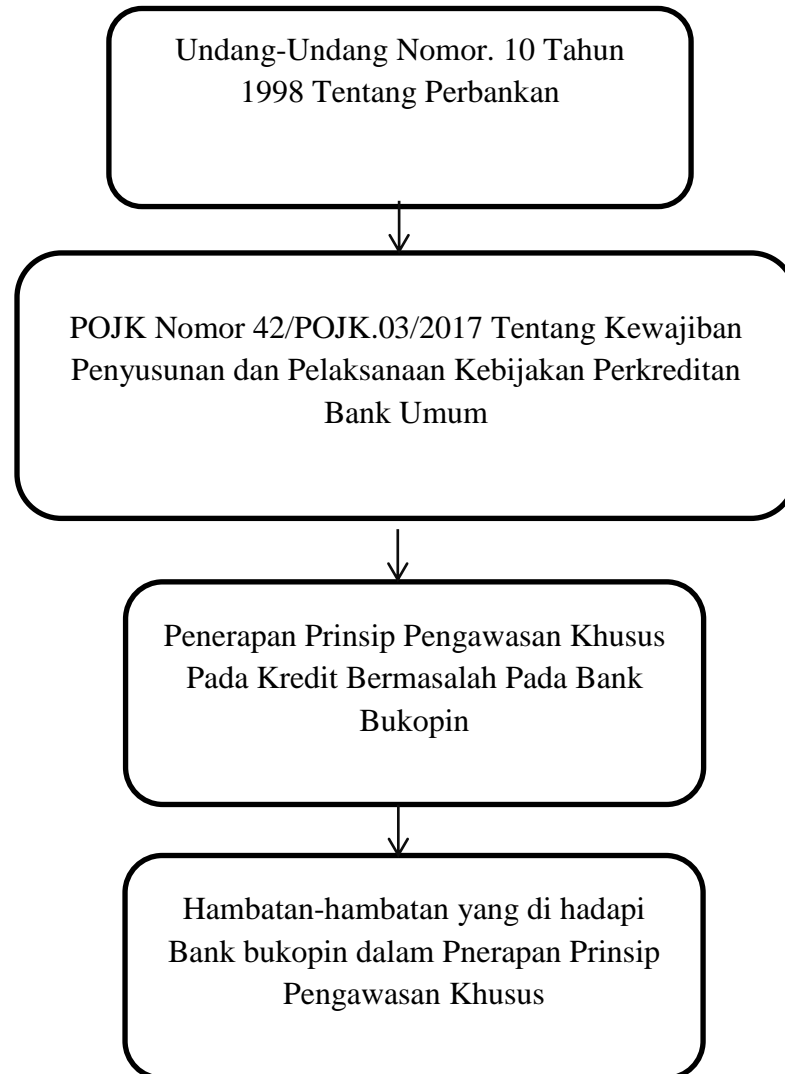 Undang-Undang Nomor. 10 Tahun
1998 Tentang Perbankan
POJK Nomor 42/POJK.03/2017 Tentang Kewajiban
Penyusunan dan Pelaksanaan Kebijakan Perkreditan
Bank Umum
Penerapan Prinsip Pengawasan Khusus
Pada Kredit Bermasalah Pada Bank
Bukopin
Hambatan-hambatan yang di hadapi
Bank bukopin dalam Pnerapan Prinsip
Pengawasan Khusus